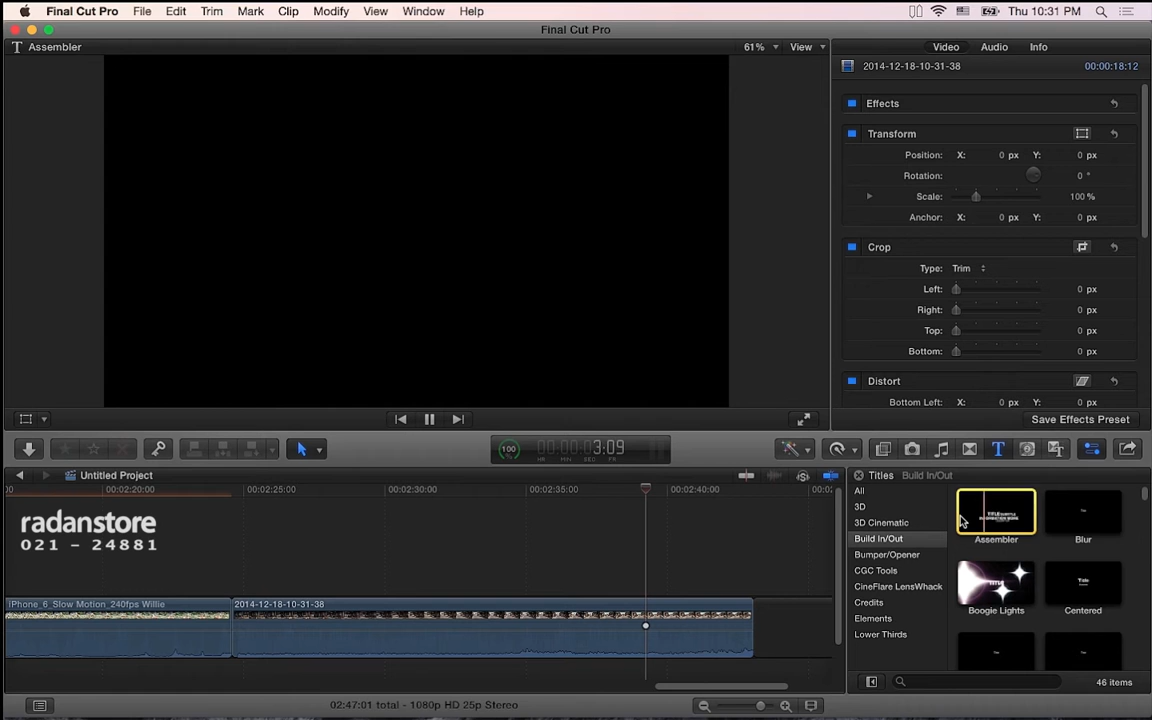 Final Cut Pro File Edit Trim Mark Clip Modify View Window Help Thu 10:31 PM
Final Cut Pro
Assembler 61% View Video Audio Info
2014-12-18-10-31-38 00:00:18:12
Effects
Transform
Position: X: 0 px Y: 0 px
Rotation: 0 °
Scale: 100 %
Anchor: X: 0 px Y: 0 px
Crop
Type: Trim
Left: 0 px
Right: 0 px
Top: 0 px
Bottom: 0 px
Distort
Bottom Left: X: 0 px Y: 0 px
Save Effects Preset
100 3:09
HR MIN SEC FR
Untitled Project Titles Build In/Out
00:02:20:00 00:02:25:00 00:02:30:00 00:02:35:00 00:02:40:00
All
3D
3D Cinematic
Build In/Out
Bumper/Opener
CGC Tools
CineFlare LensWhack
Credits
Elements
Lower Thirds
Assembler Blur
Boogie Lights Centered
radanstore
021 - 24881
iPhone_6_Slow Motion_240fps Willie 2014-12-18-10-31-38
46 items
02:47:01 total - 1080p HD 25p Stereo